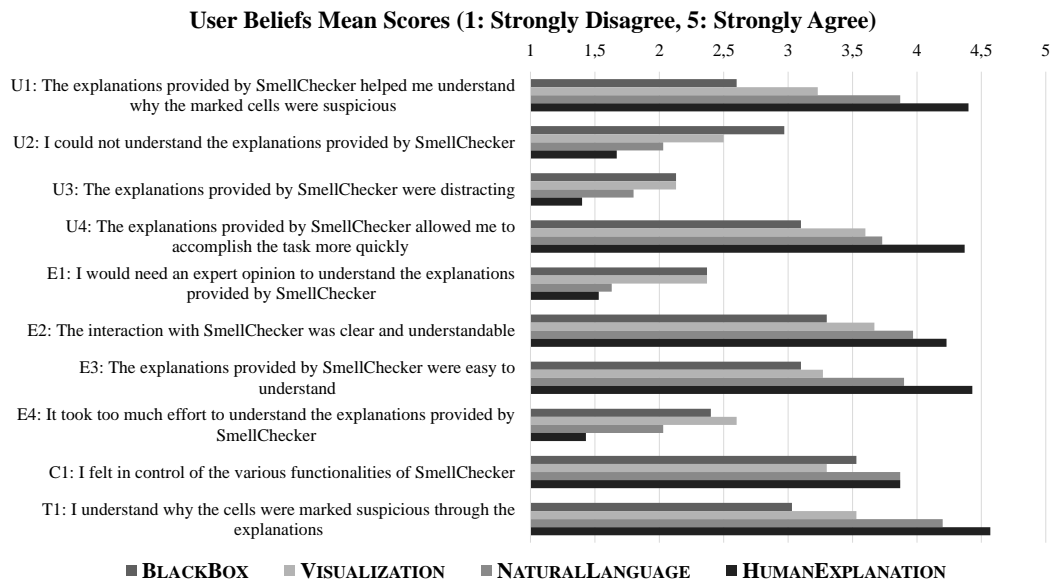 User Beliefs Mean Scores (1: Strongly Disagree, 5: Strongly Agree)
1 1,5 2 2,5 3 3,5 4 4,5 5
U1: The explanations provided by SmellChecker helped me understand
why the marked cells were suspicious
U2: I could not understand the explanations provided by SmellChecker
U3: The explanations provided by SmellChecker were distracting
U4: The explanations provided by SmellChecker allowed me to
accomplish the task more quickly
E1: I would need an expert opinion to understand the explanations
provided by SmellChecker
E2: The interaction with SmellChecker was clear and understandable
E3: The explanations provided by SmellChecker were easy to
understand
E4: It took too much effort to understand the explanations provided by
SmellChecker
C1: I felt in control of the various functionalities of SmellChecker
T1: I understand why the cells were marked suspicious through the
explanations
BLACKBOX VISUALIZATION NATURALLANGUAGE HUMANEXPLANATION